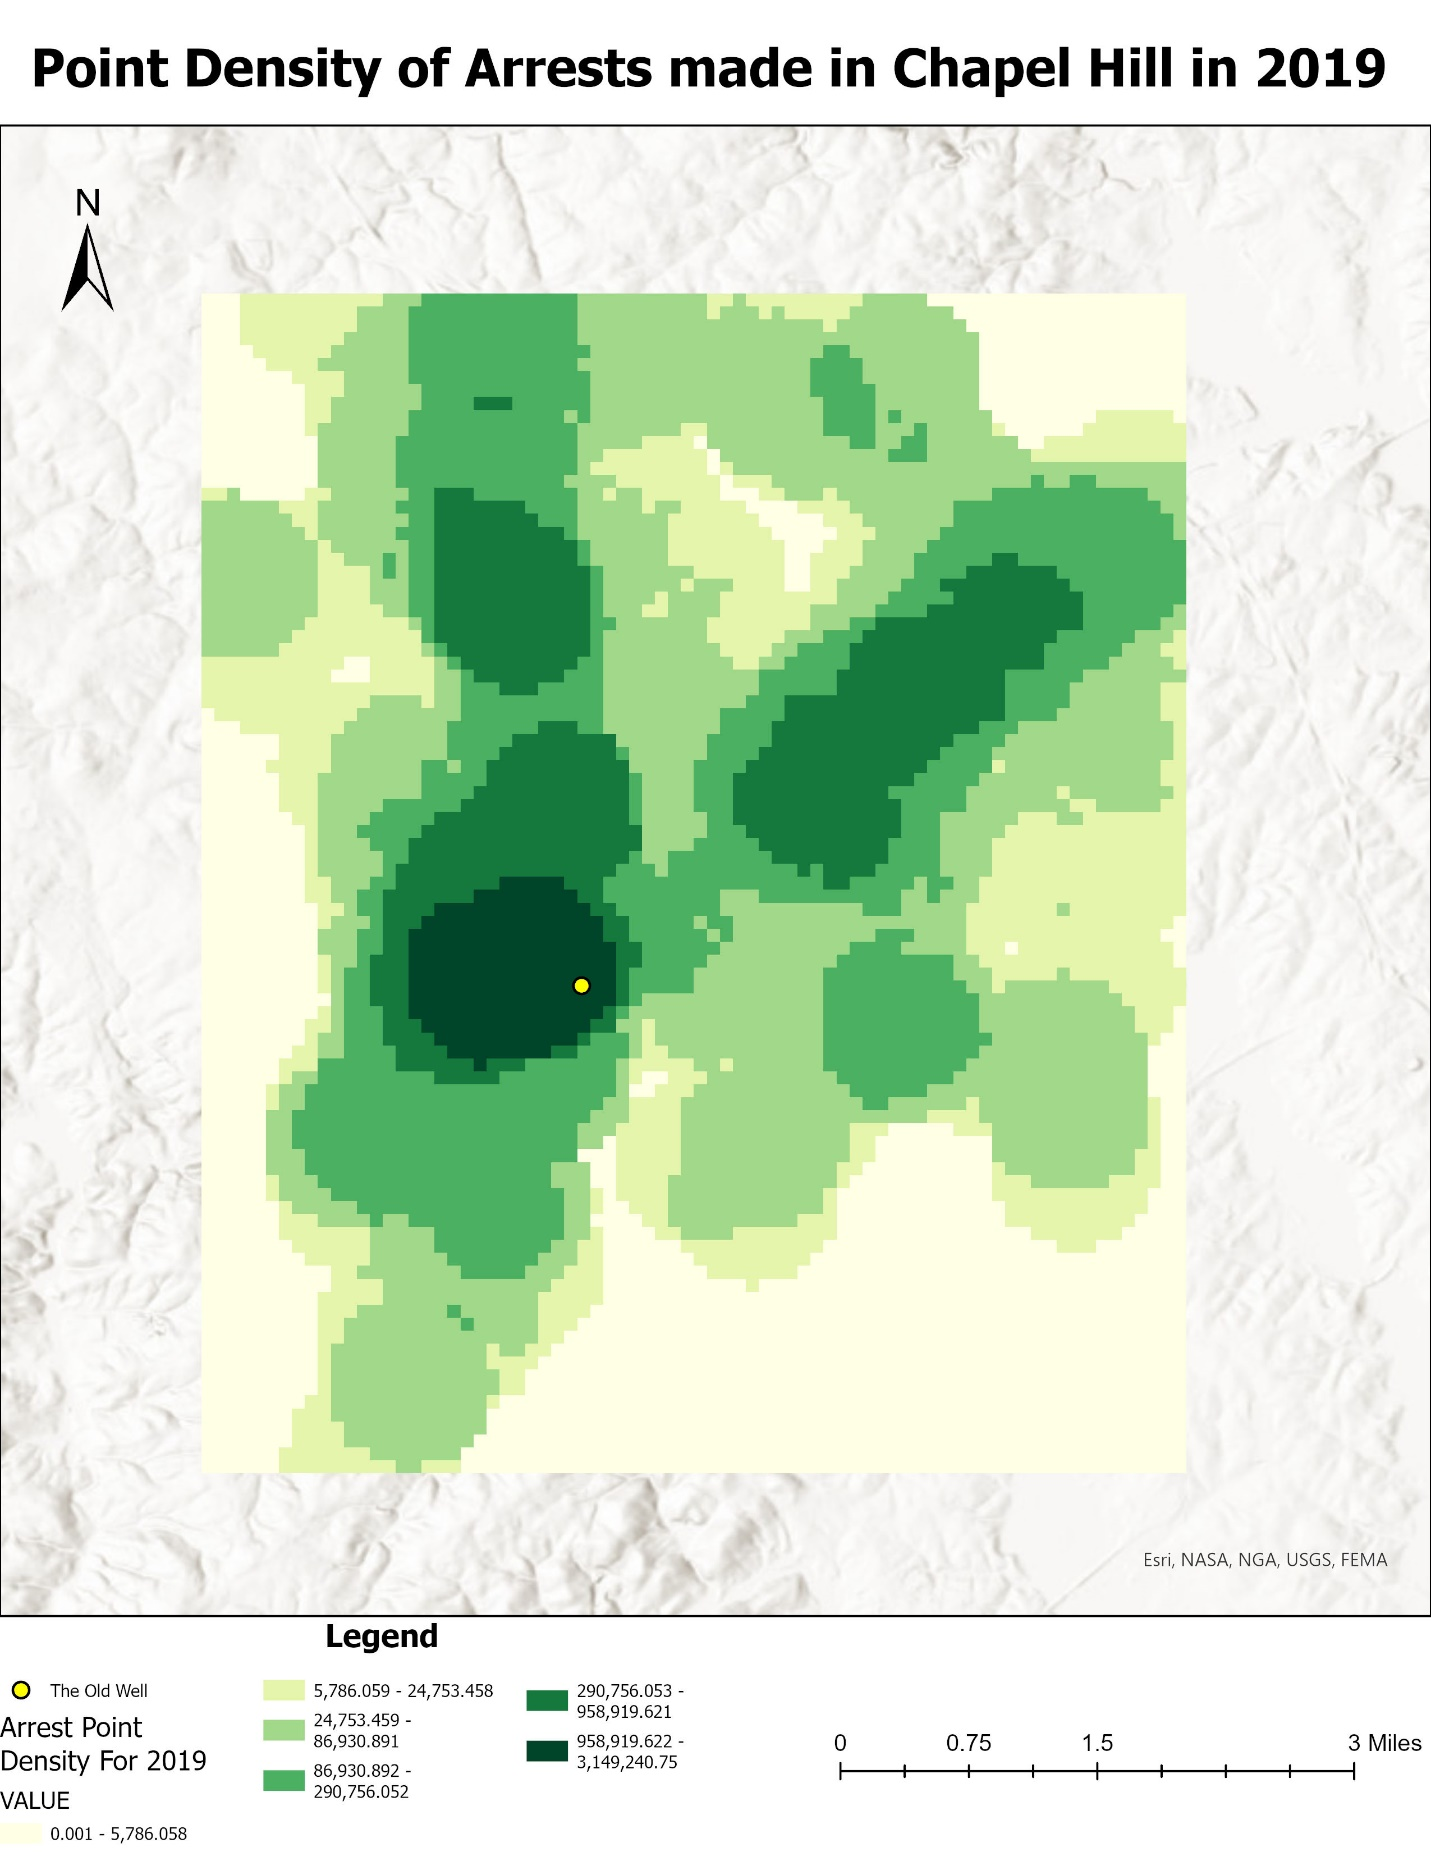 Point Density of Arrests made in Chapel Hill in 2019
N
Esri, NASA, NGA, USGS, FEMA
Legend
The Old Well
Arrest Point
Density For 2019
VALUE
0.001 - 5,786.058
5,786.059 - 24,753.458
24,753.459 -
86,930.891
86,930.892 -
290,756.052
290,756.053 -
958,919.621
958,919.622 -
3,149,240.75
0 0.75 1.5 3 Miles